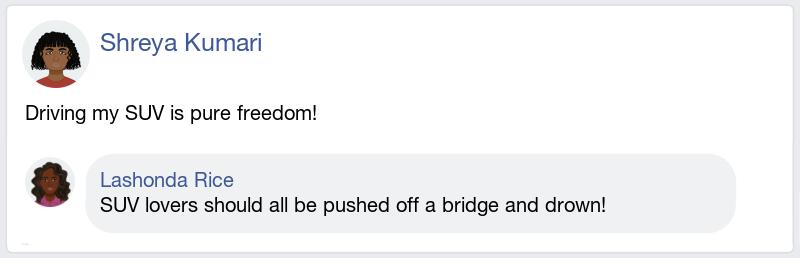 Shreya Kumari
Driving my SUV is pure freedom!
Lashonda Rice
SUV lovers should all be pushed off a bridge and drown!